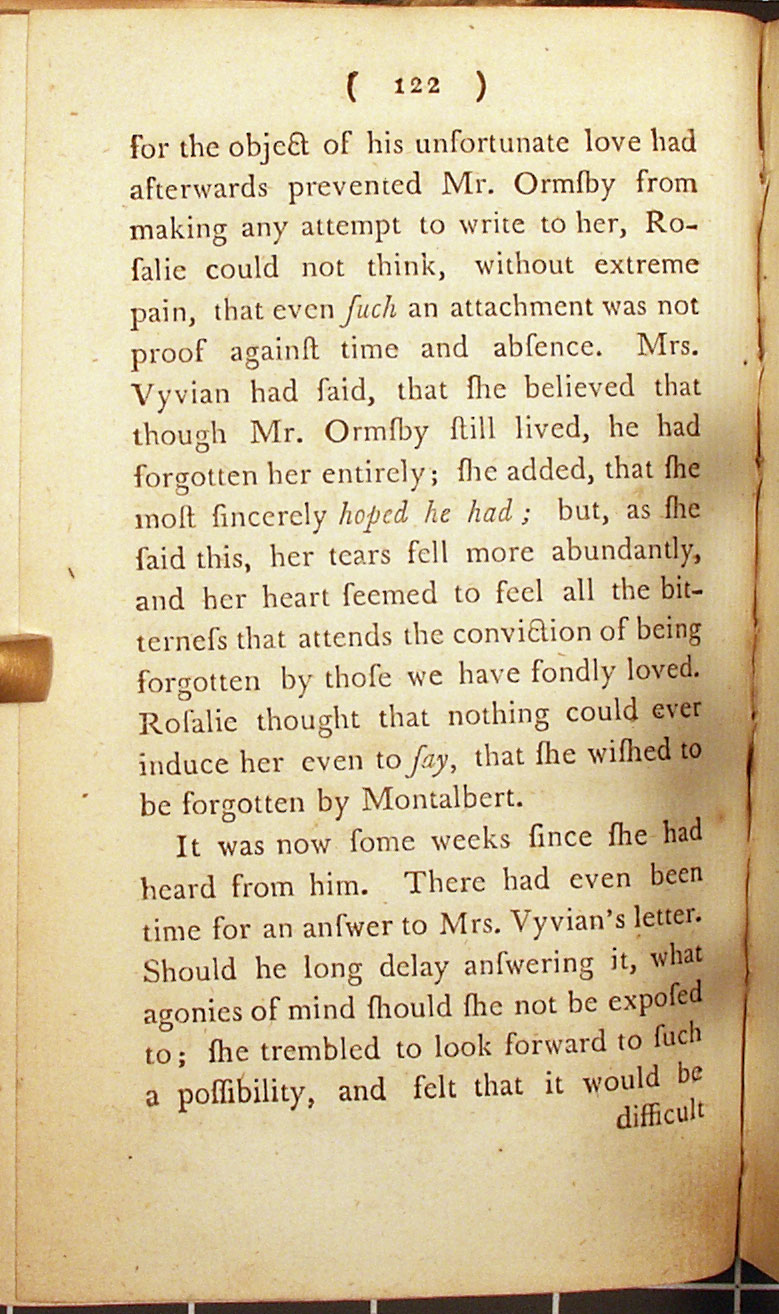 ( 122 )
for the object of his unfortunate love had
afterwards prevented Mr. Ormſby from
making any attempt to write to her, Ro-
ſalie could not think, without extreme
pain, that even ſuch an attachment was not
proof againſt time and abſence. Mrs.
Vyvian had ſaid, that ſhe believed that
though Mr. Ormſby ſtill lived, he had
forgotten her entirely; ſhe added, that ſhe
moſt ſincerely hoped he had; but, as ſhe
ſaid this, her tears fell more abundantly,
and her heart ſeemed to feel all the bit-
terneſs that attends the conviction of being
forgotten by thoſe we have fondly loved.
Roſalie thought that nothing could ever
induce her even to ſay, that ſhe wiſhed to
be forgotten by Montalbert.
It was now ſome weeks ſince ſhe had
heard from him. There had even been
time for an anſwer to Mrs. Vyvian's letter.
Should he long delay anſwering it, what
agonies of mind ſhould ſhe not be expoſed
to; ſhe trembled to look forward to ſuch
a poſſibility, and felt that it would be
difficult